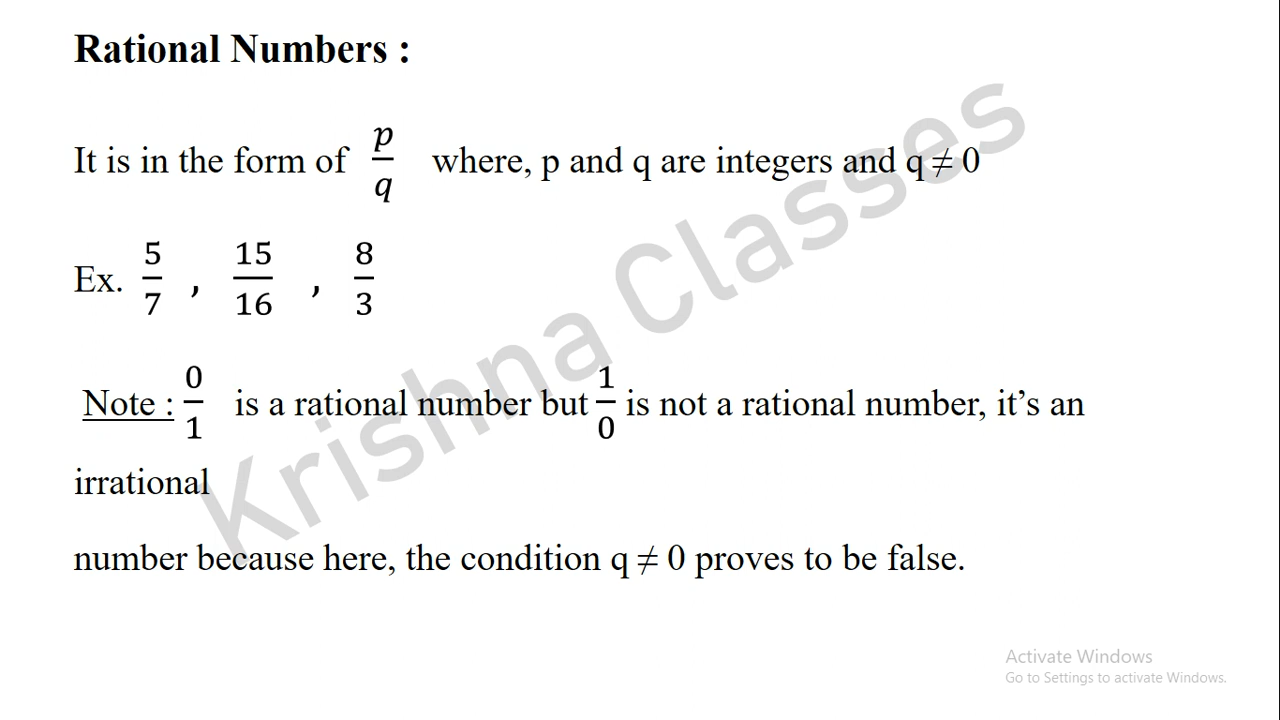 Rational Numbers :
It is in the form of p/q where, p and q are integers and q ≠ 0
Ex. 5/7 , 15/16 , 8/3
Note : 0/1 is a rational number but 1/0 is not a rational number, it’s an
irrational
number because here, the condition q ≠ 0 proves to be false.
Krishna Classes
Activate Windows
Go to Settings to activate Windows.